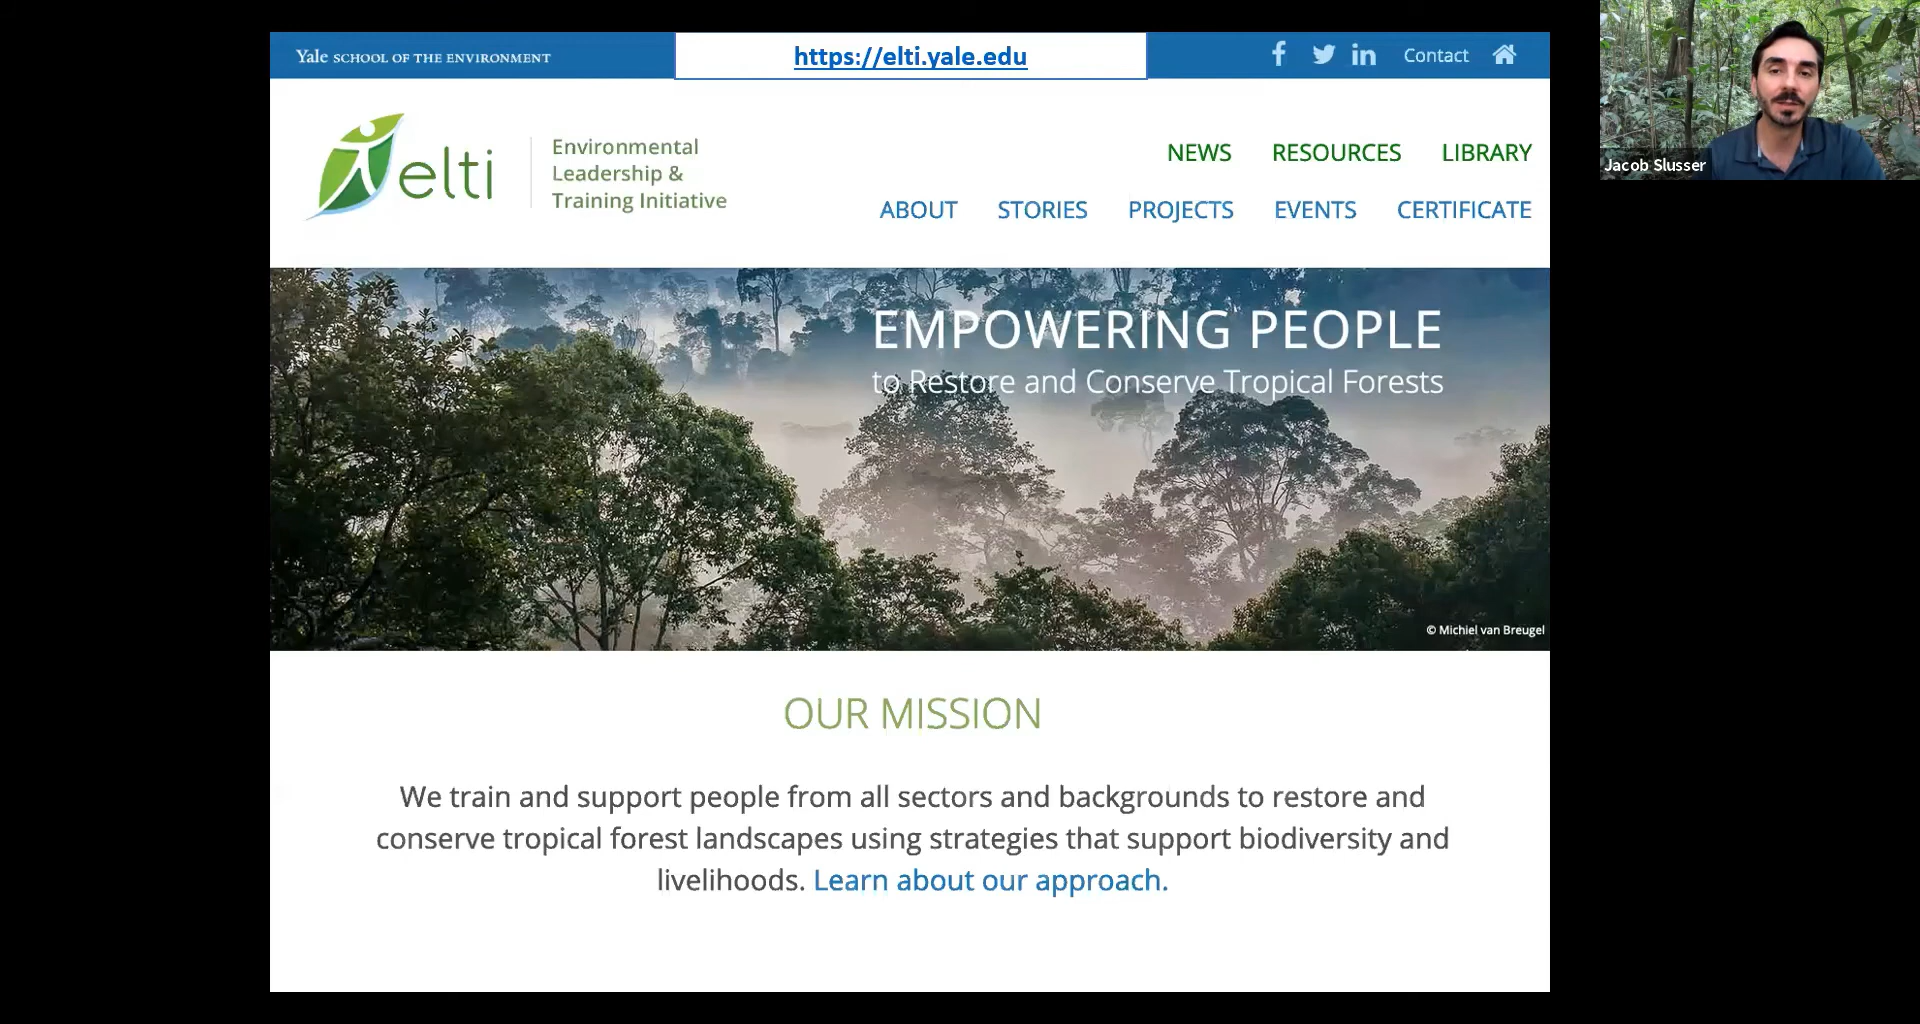 Yale SCHOOL OF THE ENVIRONMENT
https://elti.yale.edu
Contact
elti
Environmental
Leadership &
Training Initiative
NEWS RESOURCES LIBRARY
ABOUT STORIES PROJECTS EVENTS CERTIFICATE
EMPOWERING PEOPLE
to Restore and Conserve Tropical Forests
© Michiel van Breugel
OUR MISSION
We train and support people from all sectors and backgrounds to restore and
conserve tropical forest landscapes using strategies that support biodiversity and
livelihoods. Learn about our approach.
Jacob Slusser